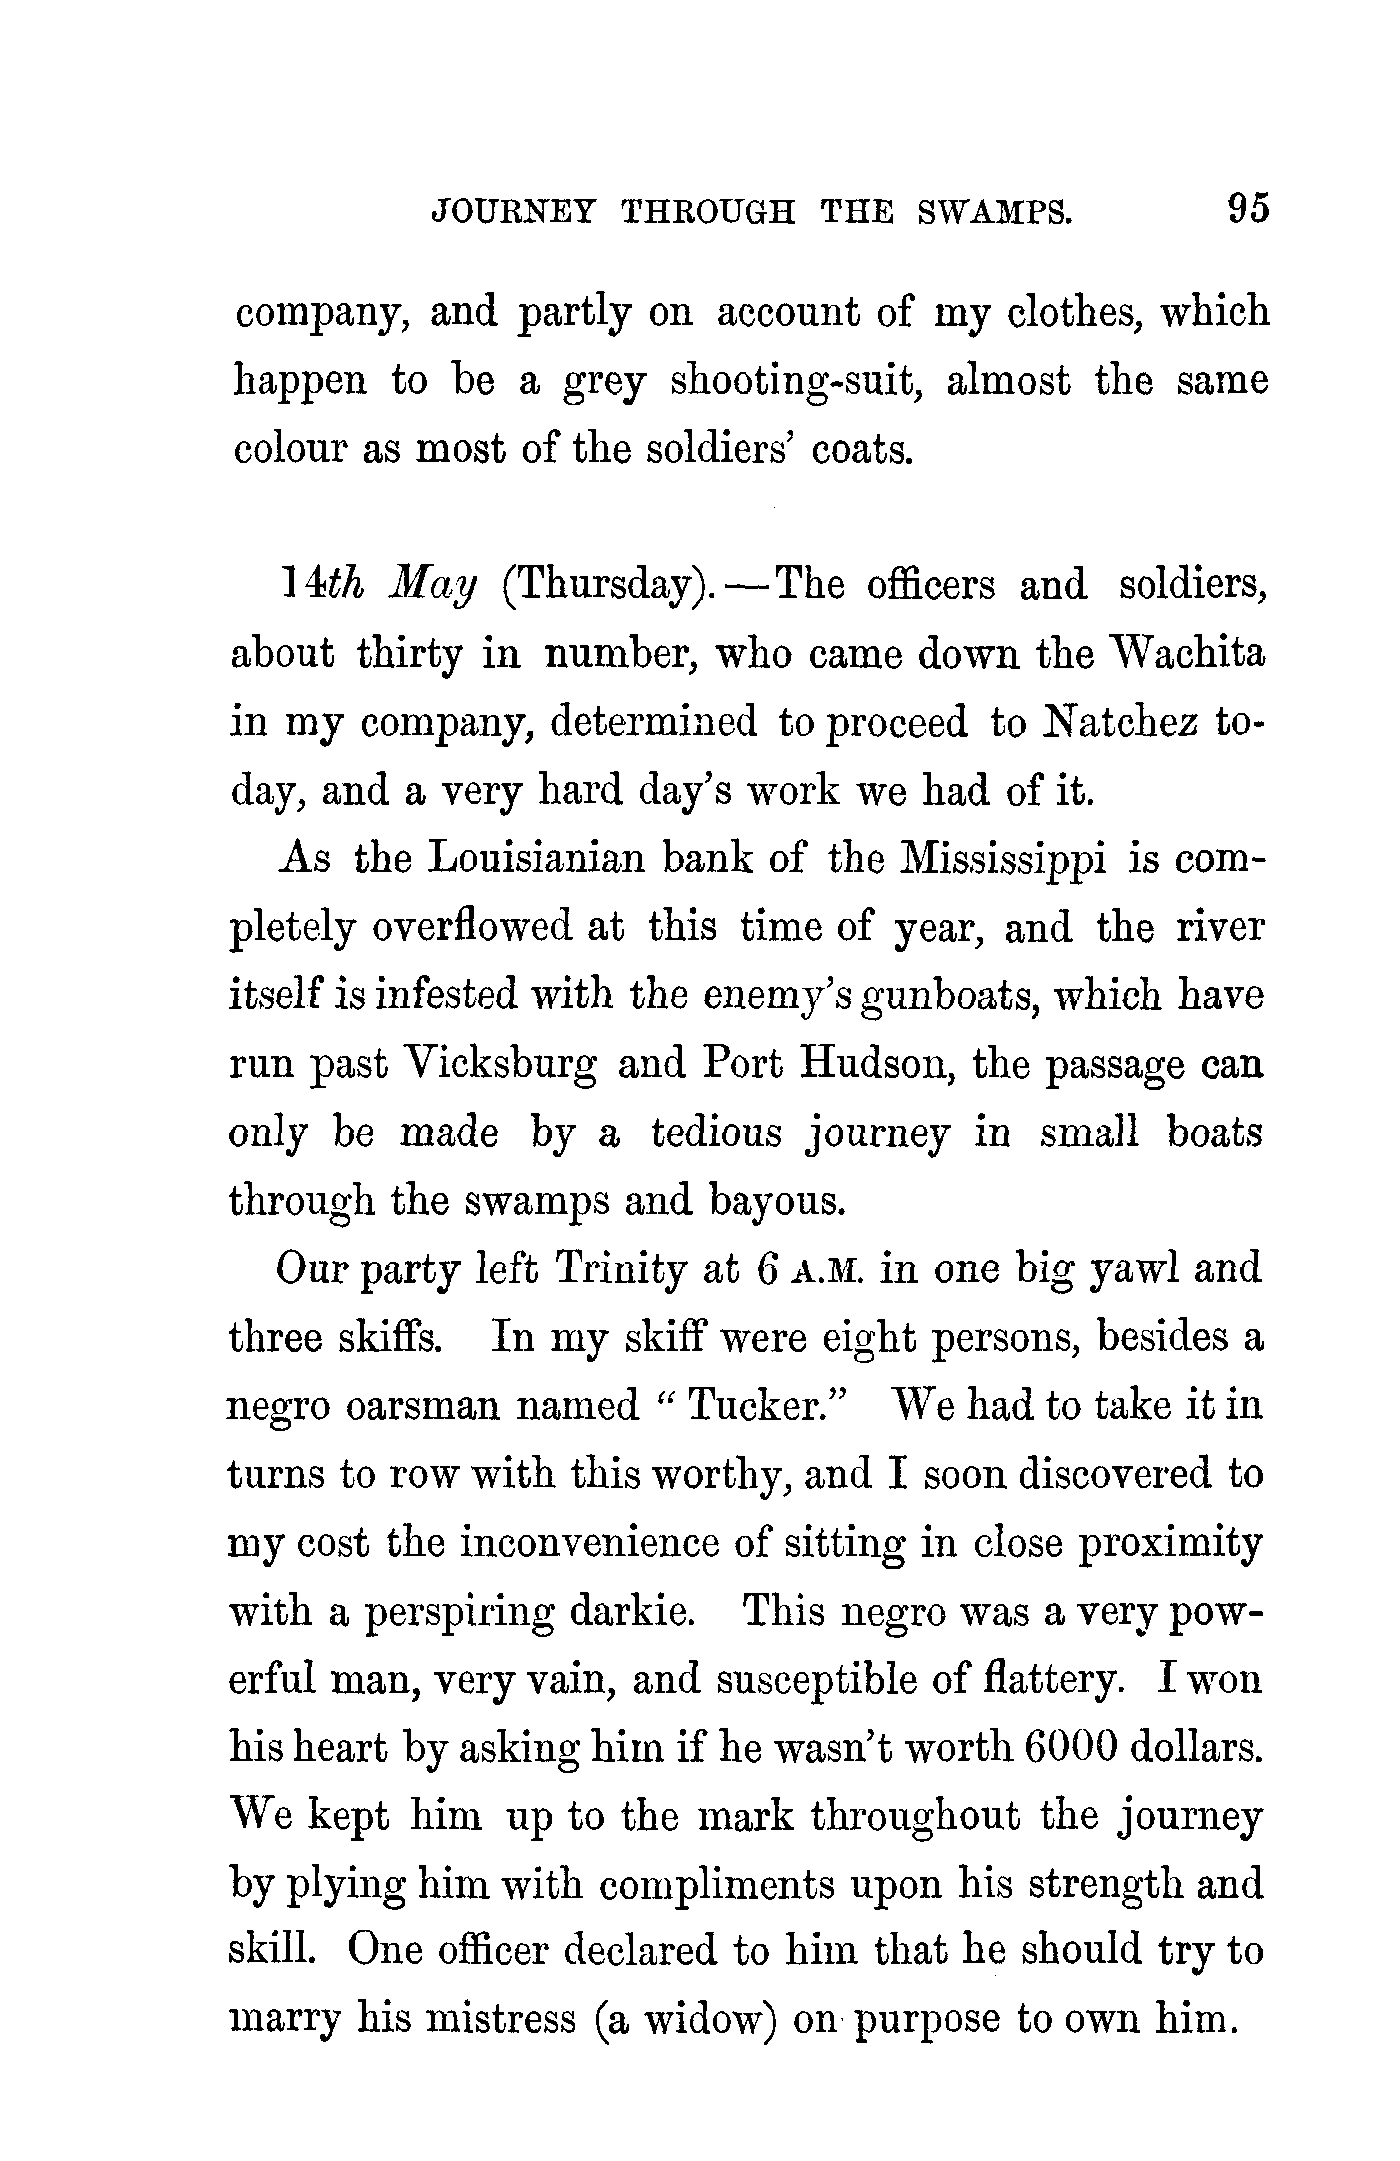 JOURNEY THROUGH THE SWAMPS. 95
company, and partly on account of my clothes, which
happen to be a grey shooting-suit, almost the same
colour as most of the soldiers’ coats.
14th May (Thursday).—The officers and soldiers,
about thirty in number, who came down the Wachita
in my company, determined to proceed to Natchez to-
day, and a very hard day’s work we had of it.
As the Louisianian bank of the Mississippi is com-
pletely overflowed at this time of year, and the river
itself is infested with the enemy’s gunboats, which have
run past Vicksburg and Port Hudson, the passage can
only be made by a tedious journey in small boats
through the swamps and bayous.
Our party left Trinity at 6 A.M. in one big yawl and
three skiffs. In my skiff were eight persons, besides a
negro oarsman named “Tucker.” We had to take it in
turns to row with this worthy, and I soon discovered to
my cost the inconvenience of sitting in close proximity
with a perspiring darkie. This negro was a very pow-
erful man, very vain, and susceptible of flattery. I won
his heart by asking him if he wasn’t worth 6000 dollars.
We kept him up to the mark throughout the journey
by plying him with compliments upon his strength and
skill. One officer declared to him that he should try to
marry his mistress (a widow) on purpose to own him.